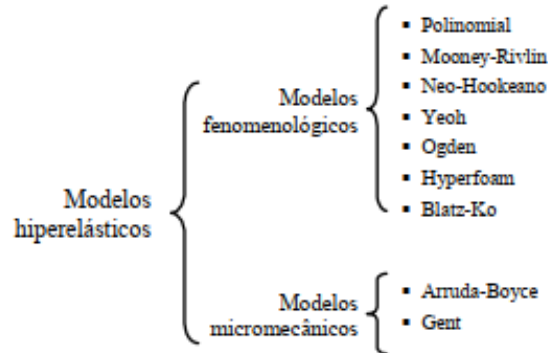 Modelos
hiperelásticos
Modelos
fenomenológicos
▪ Polinomial
▪ Mooney-Rivlin
▪ Neo-Hookeano
▪ Yeoh
▪ Ogden
▪ Hyperfoam
▪ Blatz-Ko
Modelos
micromecânicos
▪ Arruda-Boyce
▪ Gent